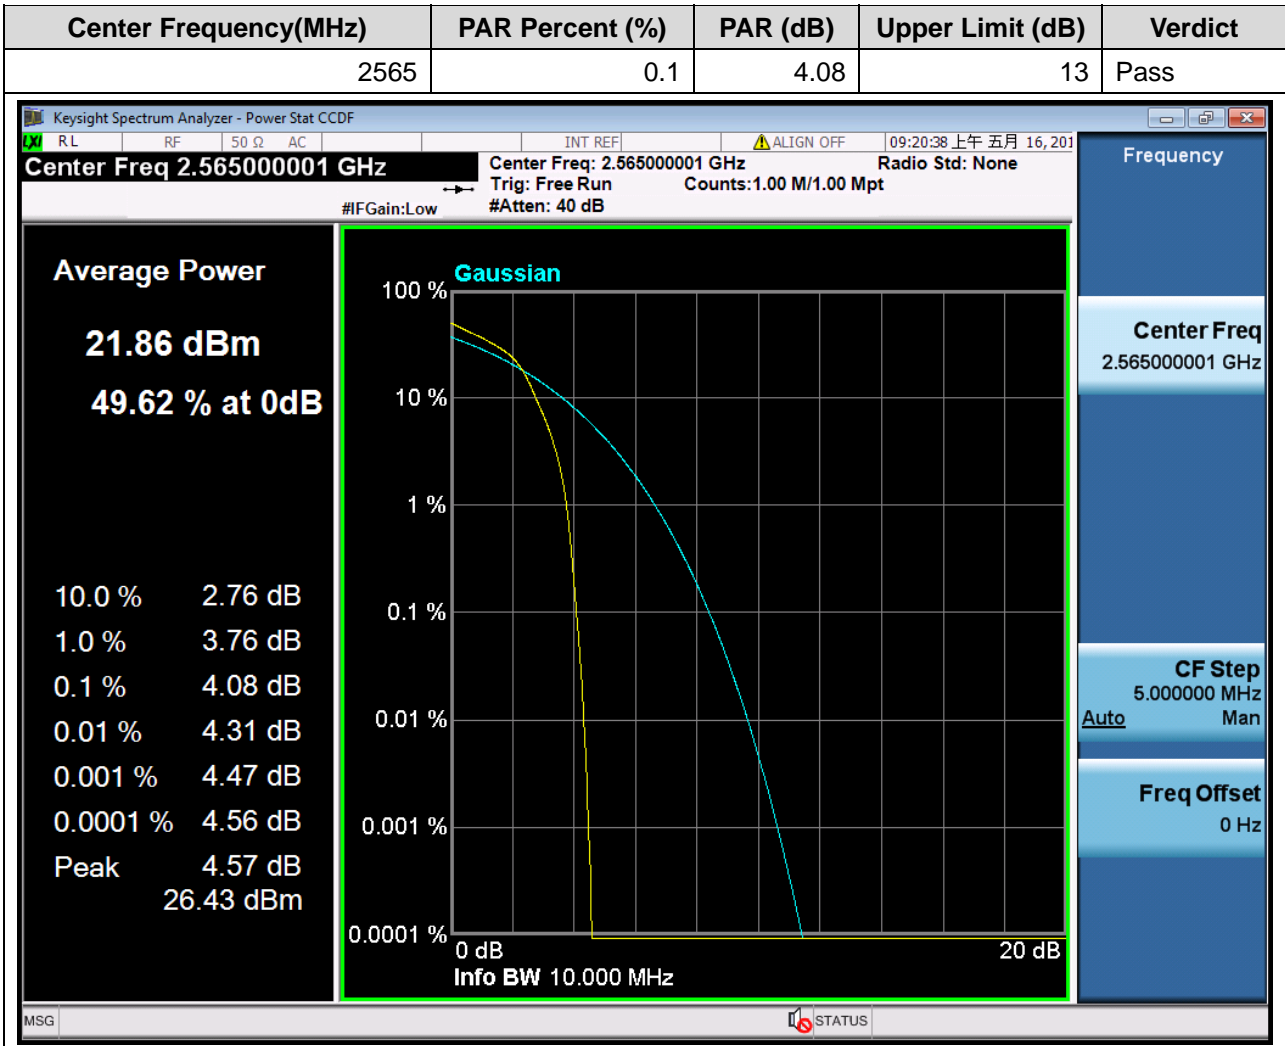 Center Frequency(MHz) PAR Percent (%) PAR (dB) Upper Limit (dB) Verdict
2565 0.1 4.08 13 Pass
Keysight Spectrum Analyzer - Power Stat CCDF
LXI RL RF 50 Ω AC INT REF ALIGN OFF 09:20:38 上午 五月 16, 201
Center Freq 2.565000001 GHz
Center Freq: 2.565000001 GHz Radio Std: None
Trig: Free Run Counts:1.00 M/1.00 Mpt
#IFGain:Low #Atten: 40 dB
Average Power
21.86 dBm
49.62 % at 0dB
10.0 % 2.76 dB
1.0 % 3.76 dB
0.1 % 4.08 dB
0.01 % 4.31 dB
0.001 % 4.47 dB
0.0001 % 4.56 dB
Peak 4.57 dB
26.43 dBm
Gaussian
100 %
10 %
1 %
0.1 %
0.01 %
0.001 %
0.0001 %
0 dB 20 dB
Info BW 10.000 MHz
Frequency
Center Freq
2.565000001 GHz
CF Step
5.000000 MHz
Auto Man
Freq Offset
0 Hz
MSG STATUS